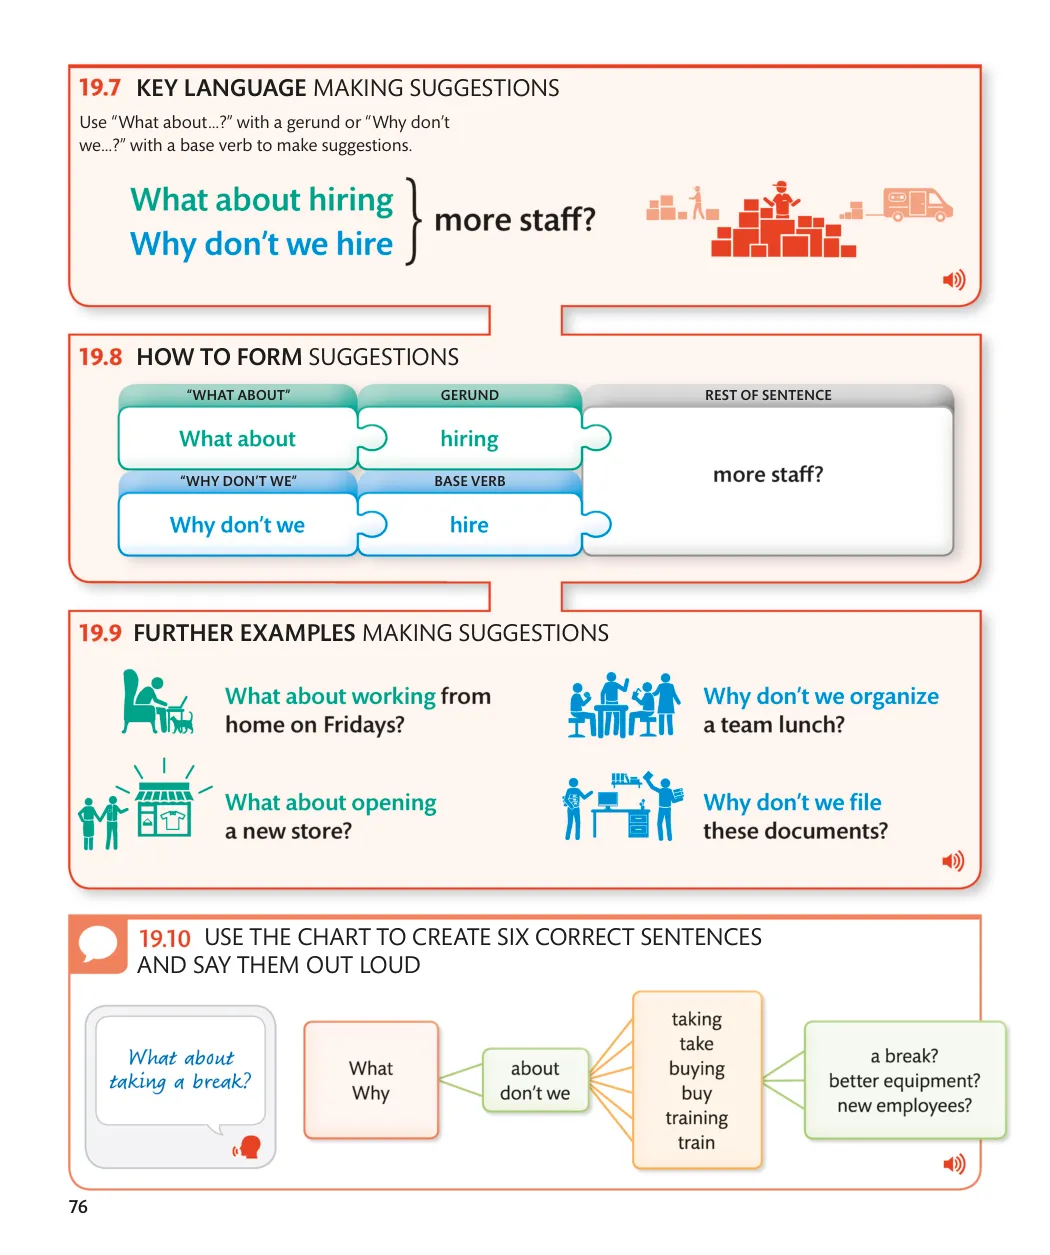 19.7 KEY LANGUAGE MAKING SUGGESTIONS
Use “What about...?” with a gerund or “Why don’t
we...?” with a base verb to make suggestions.
What about hiring
Why don’t we hire
more staff?
19.8 HOW TO FORM SUGGESTIONS
“WHAT ABOUT” GERUND REST OF SENTENCE
What about hiring
more staff?
“WHY DON’T WE” BASE VERB
Why don’t we hire
19.9 FURTHER EXAMPLES MAKING SUGGESTIONS
What about working from
home on Fridays?
Why don’t we organize
a team lunch?
What about opening
a new store?
Why don’t we file
these documents?
19.10 USE THE CHART TO CREATE SIX CORRECT SENTENCES
AND SAY THEM OUT LOUD
What about
taking a break?
What
Why
about
don’t we
taking
take
buying
buy
training
train
a break?
better equipment?
new employees?
76